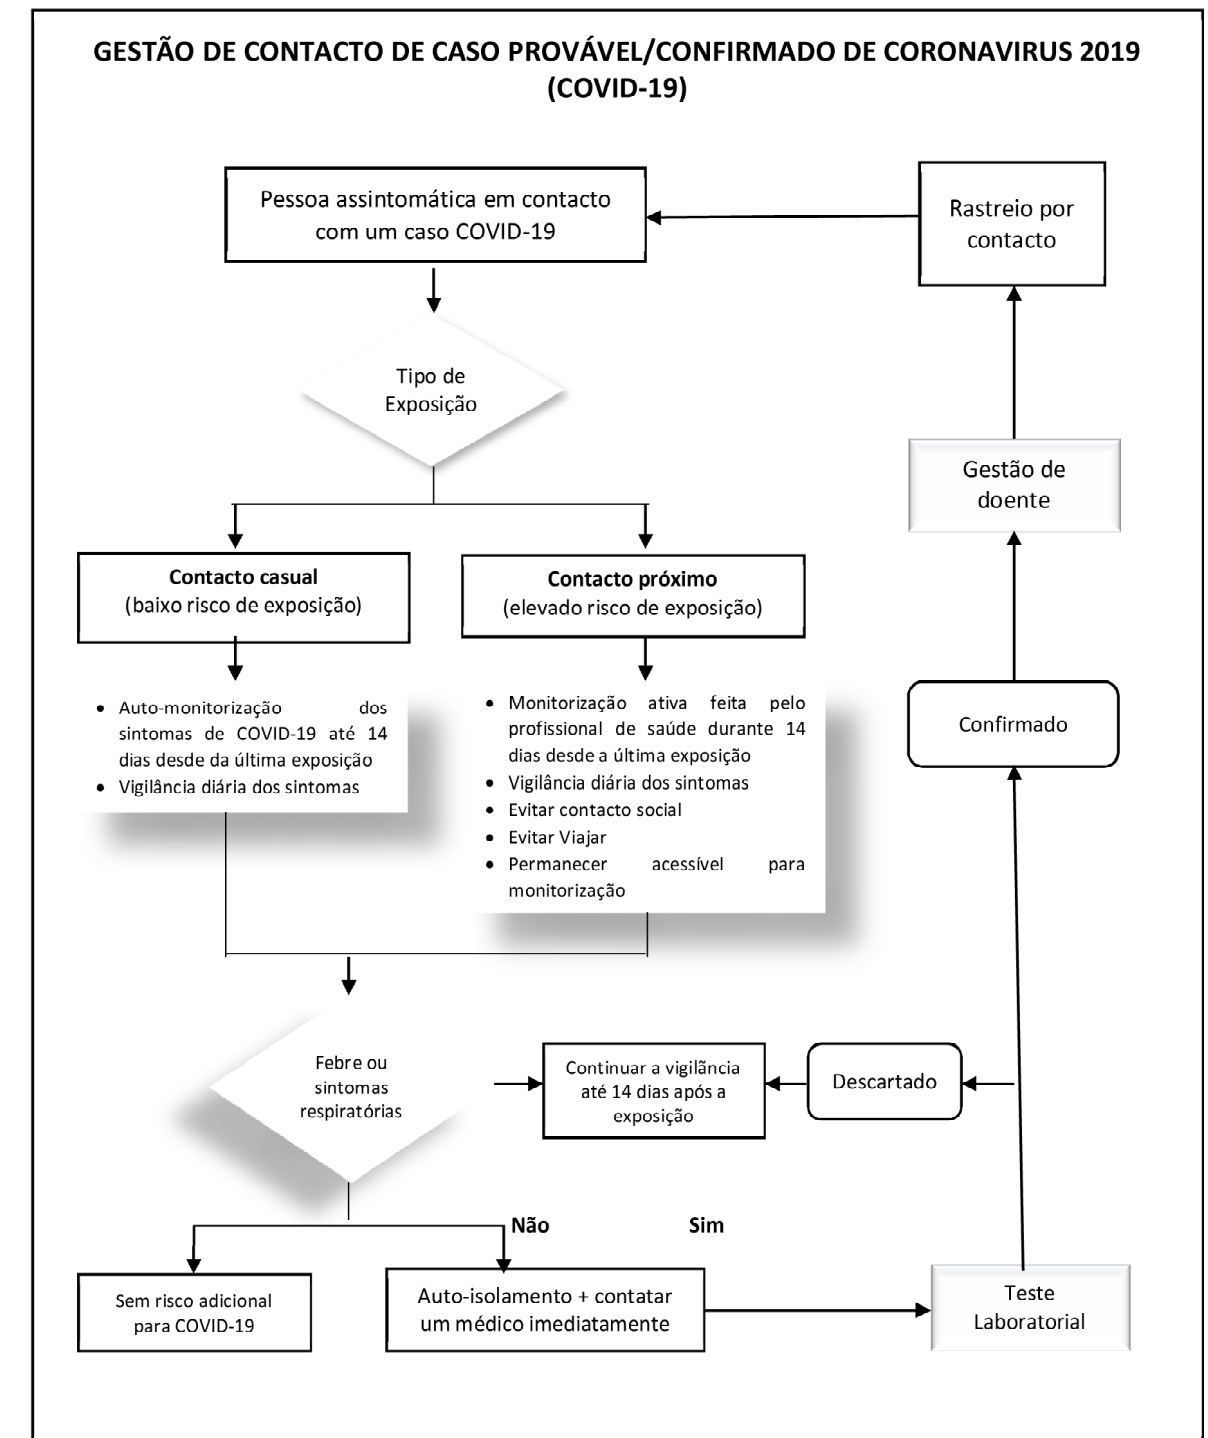 GESTÃO DE CONTACTO DE CASO PROVÁVEL/CONFIRMADO DE CORONAVIRUS 2019
(COVID-19)
Pessoa assintomática em contacto
com um caso COVID-19
Rastreio por
contacto
Tipo de
Exposição
Gestão de
doente
Contacto casual
(baixo risco de exposição)
Contacto próximo
(elevado risco de exposição)
• Auto-monitorização dos
sintomas de COVID-19 até 14
dias desde da última exposição
• Vigilância diária dos sintomas
• Monitorização ativa feita pelo
profissional de saúde durante 14
dias desde a última exposição
• Vigilância diária dos sintomas
• Evitar contacto social
• Evitar Viajar
• Permanecer acessível para
monitorização
Confirmado
Febre ou
sintomas
respiratórias
Continuar a vigilância
até 14 dias após a
exposição
Descartado
Não
Sim
Sem risco adicional
para COVID-19
Auto-isolamento + contatar
um médico imediatamente
Teste
Laboratorial